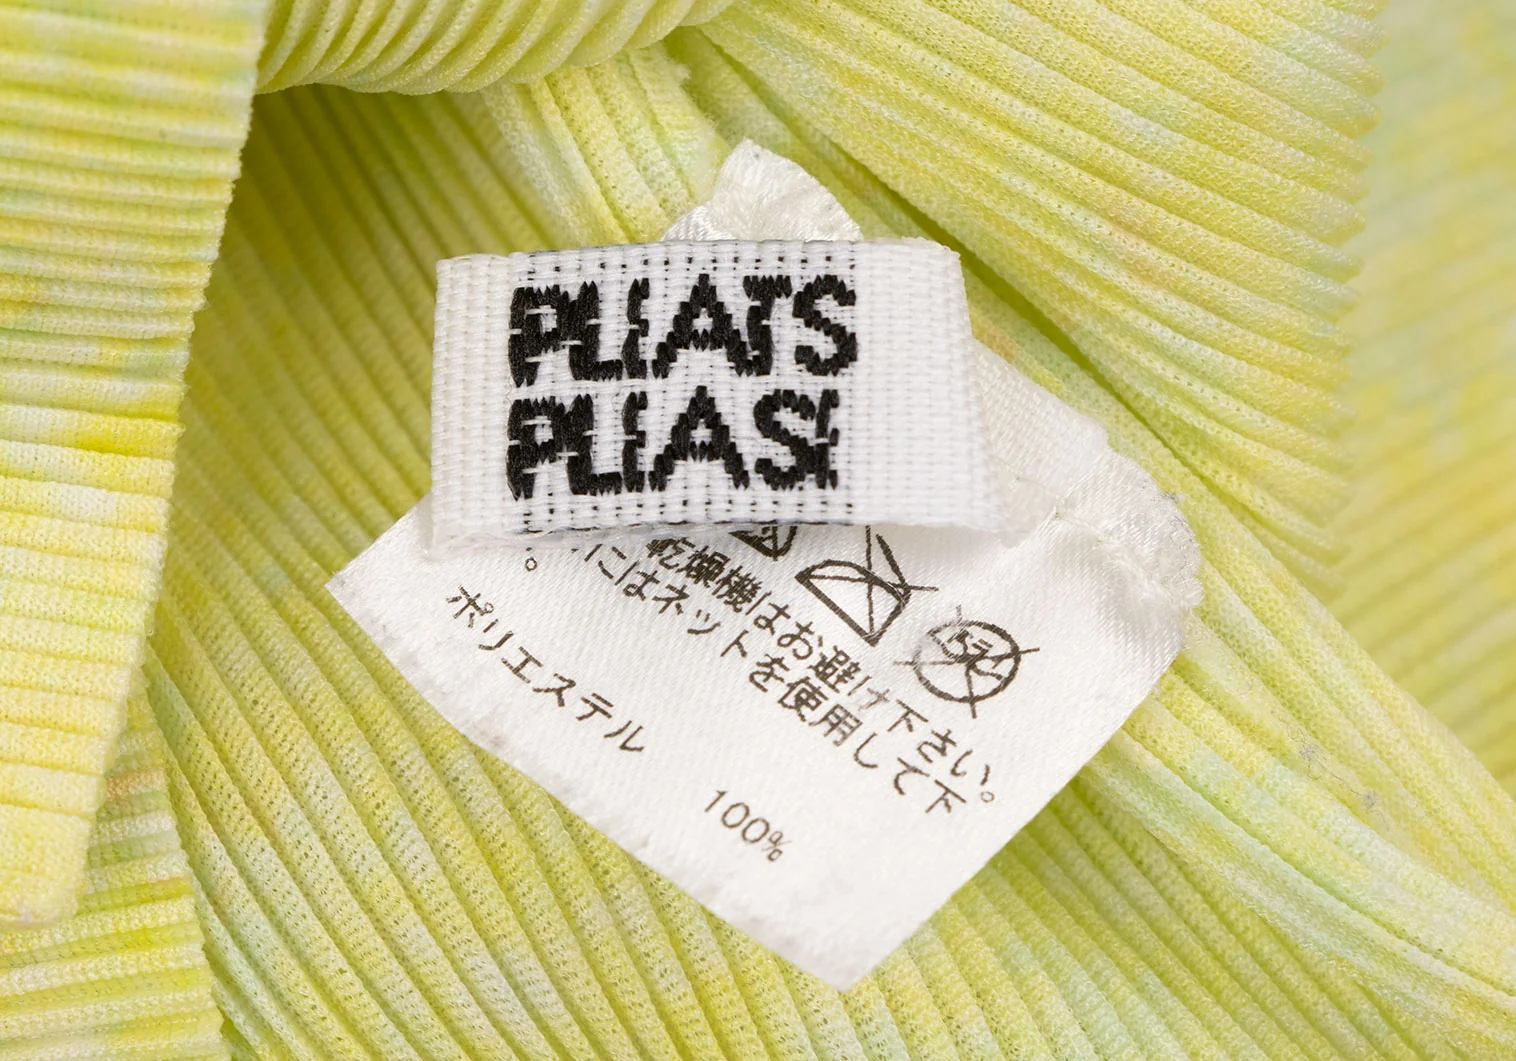 PLEATS
PLEASE
乾燥機はお避け下さい。
にはネットを使用して下
。
ポリエステル
100%